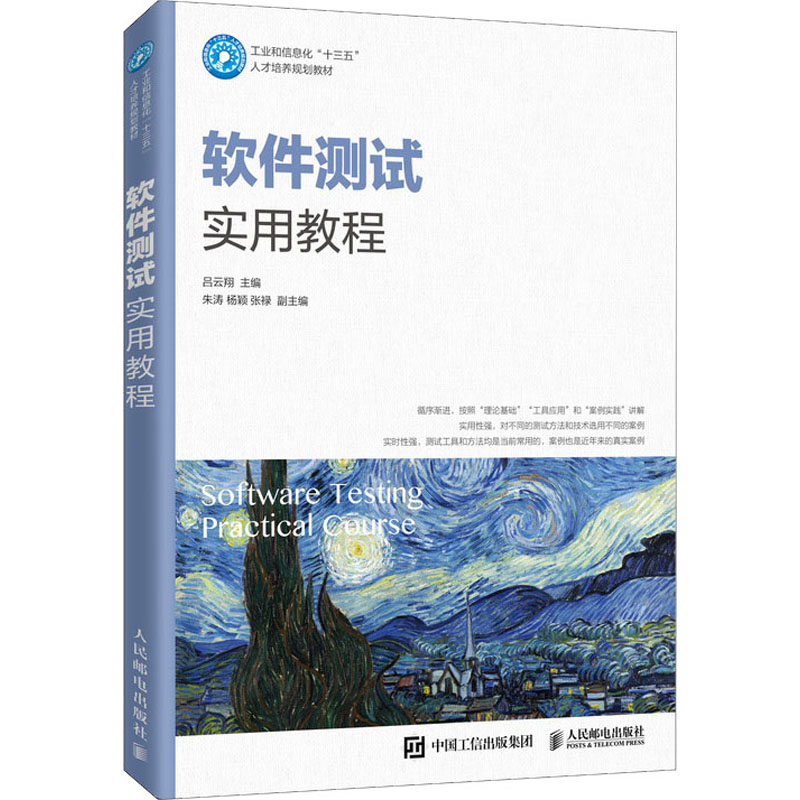 工业和信息化“十三五”
人才培养规划教材
软件测试
实用教程
吕云翔 主编
朱涛 杨颖 张禄 副主编
循序渐进，按照“理论基础”“工具应用”和“案例实践”讲解
实用性强，对不同的测试方法和技术选用不同的案例
实时性强，测试工具和方法均是当前常用的，案例也是近年来的真实案例
Software Testing
Practical Course
中国工信出版集团
人民邮电出版社
POSTS & TELECOM PRESS
工业和信息化“十三五”
人才培养规划教材
软件测试实用教程
人民邮电出版社